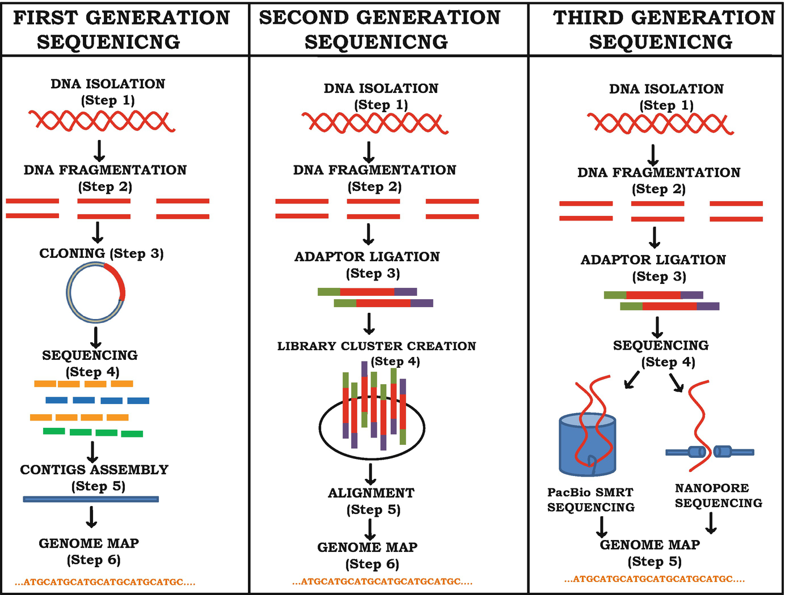 FIRST GENERATION
SEQUENICNG
DNA ISOLATION
(Step 1)
DNA FRAGMENTATION
(Step 2)
CLONING (Step 3)
SEQUENCING
(Step 4)
CONTIGS ASSEMBLY
(Step 5)
GENOME MAP
(Step 6)
...ATGCATGCATGCATGCATGCATGC....
SECOND GENERATION
SEQUENICNG
DNA ISOLATION
(Step 1)
DNA FRAGMENTATION
(Step 2)
ADAPTOR LIGATION
(Step 3)
LIBRARY CLUSTER CREATION
(Step 4)
ALIGNMENT
(Step 5)
GENOME MAP
(Step 6)
...ATGCATGCATGCATGCATGCATGC....
THIRD GENERATION
SEQUENICNG
DNA ISOLATION
(Step 1)
DNA FRAGMENTATION
(Step 2)
ADAPTOR LIGATION
(Step 3)
SEQUENCING
(Step 4)
PacBio SMRT
SEQUENCING
NANOPORE
SEQUENCING
GENOME MAP
(Step 5)
...ATGCATGCATGCATGCATGCATGC....